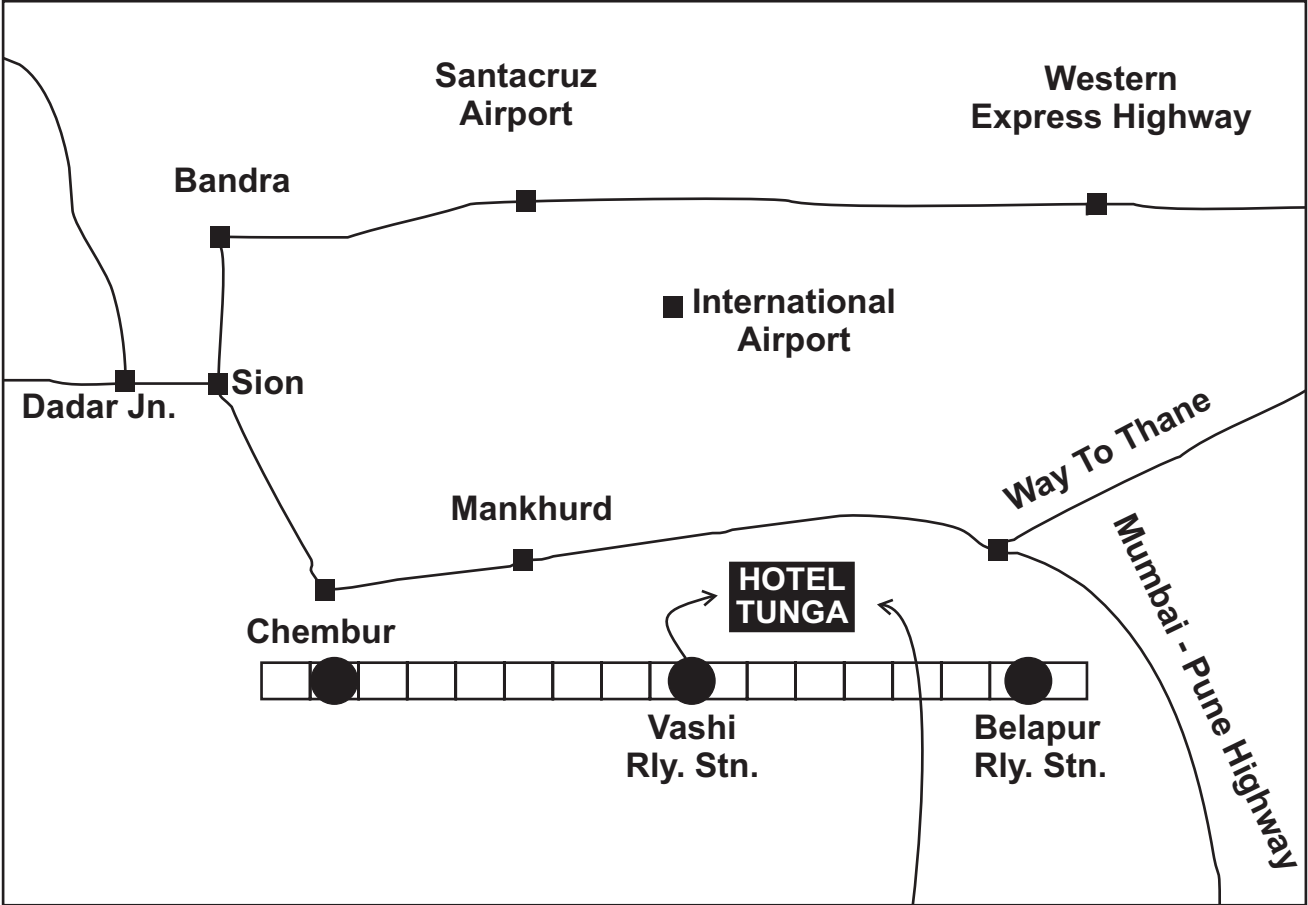 Santacruz
Airport
Western
Express Highway
Bandra
International
Airport
Sion
Dadar Jn.
Way To Thane
Mankhurd
Mumbai - Pune Highway
HOTEL
TUNGA
Chembur
Vashi
Rly. Stn.
Belapur
Rly. Stn.